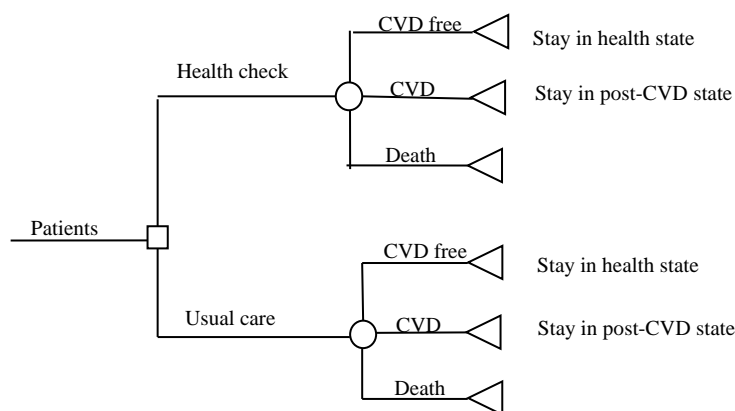 CVD free
Stay in health state
Health check
CVD
Stay in post-CVD state
Death
Patients
CVD free
Stay in health state
Usual care
CVD
Stay in post-CVD state
Death